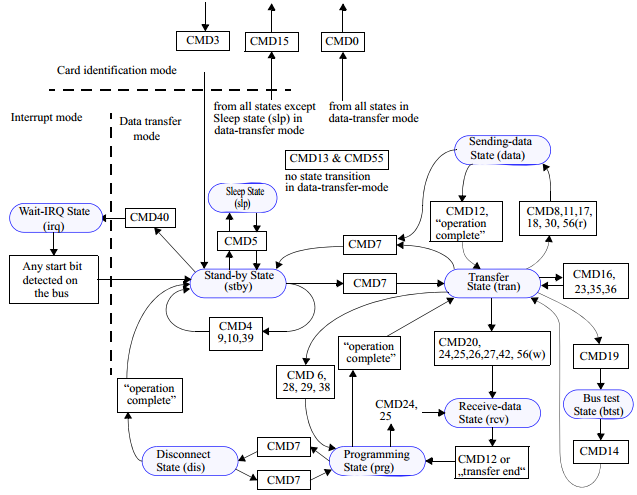 CMD3
CMD15
CMD0
Card identification mode
from all states except
Sleep state (slp) in
data-transfer mode
from all states in
data-transfer mode
Interrupt mode
Data transfer
mode
CMD13 & CMD55
no state transition
in data-transfer-mode
Sending-data
State (data)
Sleep State
(slp)
Wait-IRQ State
(irq)
CMD40
CMD5
CMD12,
“operation
complete”
CMD8,11,17,
18, 30, 56(r)
CMD7
Any start bit
detected on
the bus
Stand-by State
(stby)
CMD7
Transfer
State (tran)
CMD16,
23,35,36
CMD4
9,10,39
“operation
complete”
CMD20,
24,25,26,27,42, 56(w)
CMD19
“operation
complete”
CMD 6,
28, 29, 38
CMD24,
25
Receive-data
State (rcv)
Bus test
State (btst)
Disconnect
State (dis)
CMD7
CMD7
Programming
State (prg)
CMD12 or
„transfer end“
CMD14